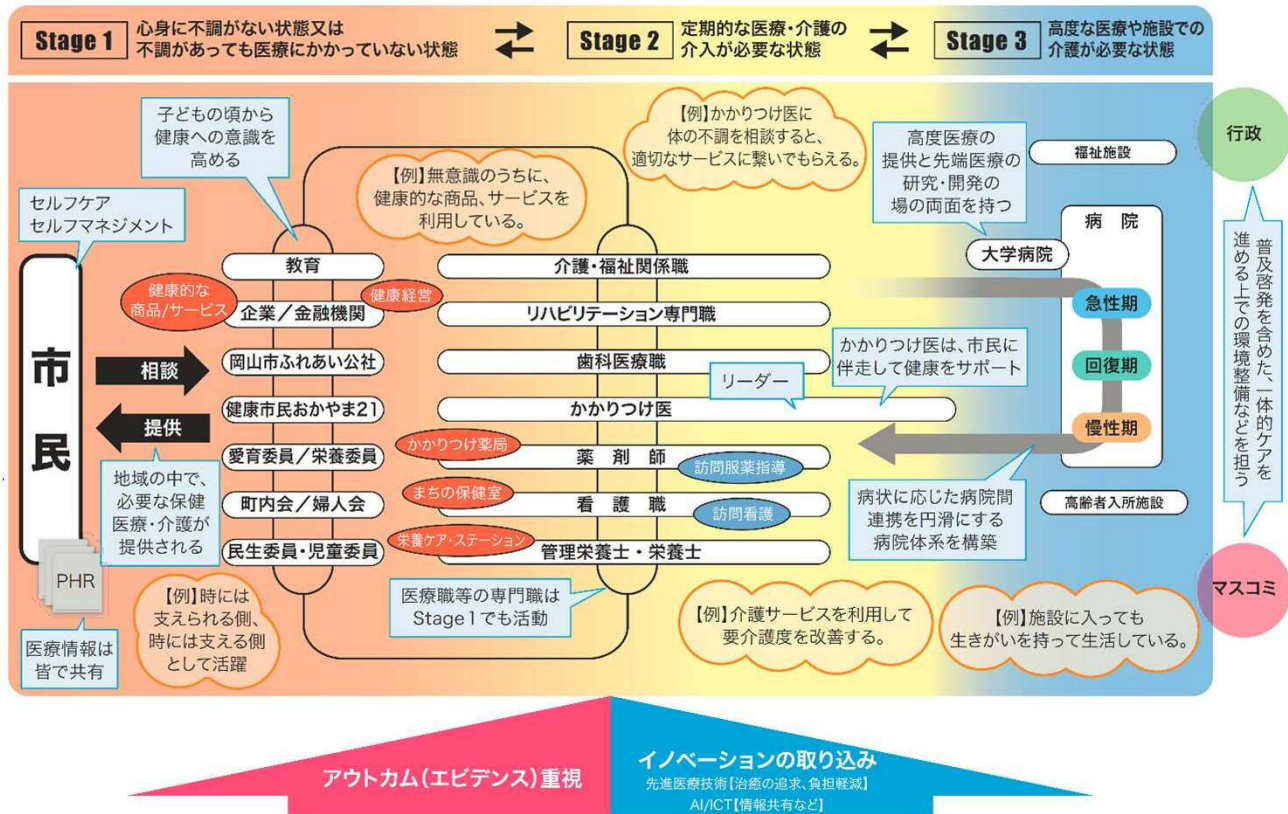 Stage 1
心身に不調がない状態又は
不調があっても医療にかかっていない状態
Stage 2
定期的な医療・介護の
介入が必要な状態
Stage 3
高度な医療や施設での
介護が必要な状態
子どもの頃から
健康への意識を
高める
【例】無意識のうちに、
健康的な商品、サービスを
利用している。
【例】かかりつけ医に
体の不調を相談すると、
適切なサービスに繋いでもらえる。
高度医療の
提供と先端医療の
研究・開発の
場の両面を持つ
福祉施設
行政
セルフケア
セルフマネジメント
市民
相談
提供
地域の中で、
必要な保健
医療・介護が
提供される
PHR
医療情報は
皆で共有
教育
健康的な
商品/サービス
健康経営
企業／金融機関
岡山市ふれあい公社
健康市民おかやま21
愛育委員／栄養委員
町内会／婦人会
民生委員・児童委員
介護・福祉関係職
リハビリテーション専門職
歯科医療職
リーダー
かかりつけ医
かかりつけ薬局
薬剤師
訪問服薬指導
まちの保健室
看護職
訪問看護
栄養ケア・ステーション
管理栄養士・栄養士
かかりつけ医は、市民に
伴走して健康をサポート
病院
大学病院
急性期
回復期
慢性期
病状に応じた病院間
連携を円滑にする
病院体系を構築
高齢者入所施設
普及啓発を含めた、一体的ケアを
進める上での環境整備などを担う
マスコミ
【例】時には
支えられる側、
時には支える側
として活躍
医療職等の専門職は
Stage1でも活動
【例】介護サービスを利用して
要介護度を改善する。
【例】施設に入っても
生きがいを持って生活している。
アウトカム（エビデンス）重視
イノベーションの取り込み
先進医療技術【治癒の追求、負担軽減】
AI/ICT【情報共有など】